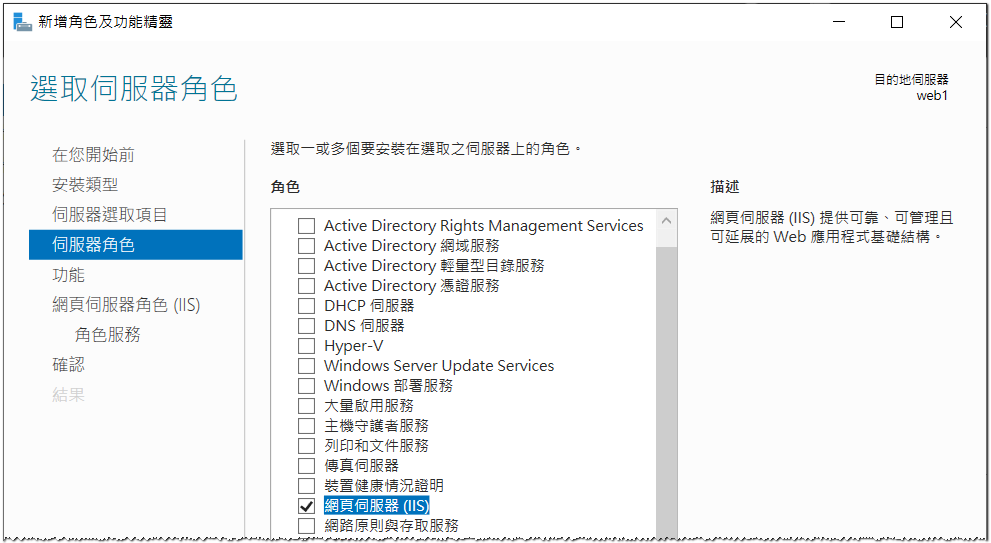 新增角色及功能精靈
選取伺服器角色
目的地伺服器
web1
在您開始前
安裝類型
伺服器選取項目
伺服器角色
功能
網頁伺服器角色 (IIS)
角色服務
確認
結果
選取一或多個要安裝在選取之伺服器上的角色。
角色
Active Directory Rights Management Services
Active Directory 網域服務
Active Directory 輕量型目錄服務
Active Directory 憑證服務
DHCP 伺服器
DNS 伺服器
Hyper-V
Windows Server Update Services
Windows 部署服務
大量啟用服務
主機守護者服務
列印和文件服務
傳真伺服器
裝置健康情況證明
網頁伺服器 (IIS)
網路原則與存取服務
描述
網頁伺服器 (IIS) 提供可靠、可管理且
可延展的 Web 應用程式基礎結構。